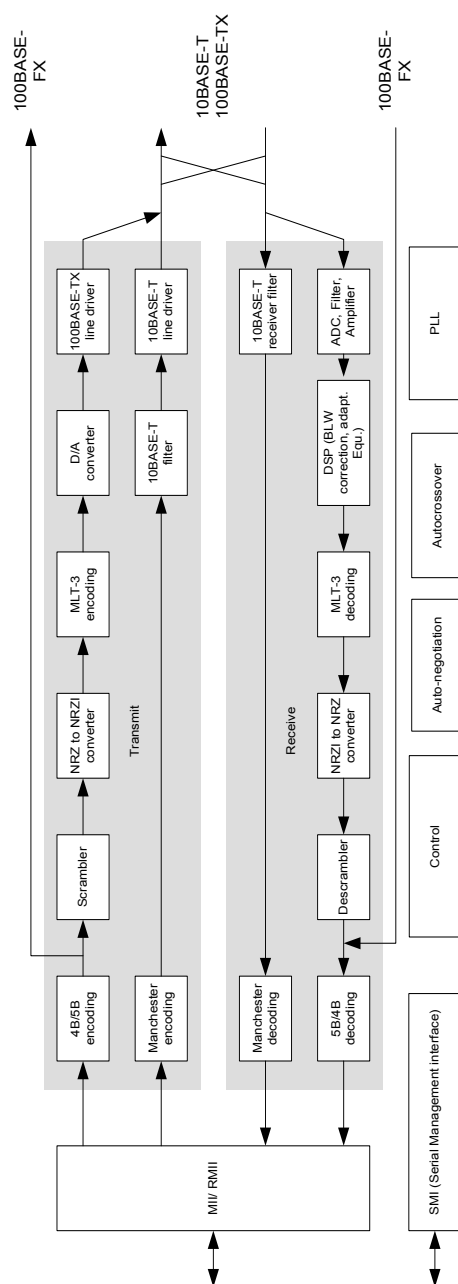 100BASE-
FX
10BASE-T
100BASE-TX
100BASE-
FX
100BASE-TX
line driver
10BASE-T
line driver
10BASE-T
receiver filter
ADC, Filter,
Amplifier
PLL
D/A
converter
10BASE-T
filter
DSP (BLW
correction, adapt.
Equ.)
Autocrossover
MLT-3
encoding
MLT-3
decoding
Auto-negotiation
NRZ to NRZI
converter
Transmit
Receive
NRZI to NRZ
converter
Scrambler
Descrambler
Control
4B/5B
encoding
Manchester
encoding
Manchester
decoding
5B/4B
decoding
MII/ RMII
SMI (Serial Management interface)